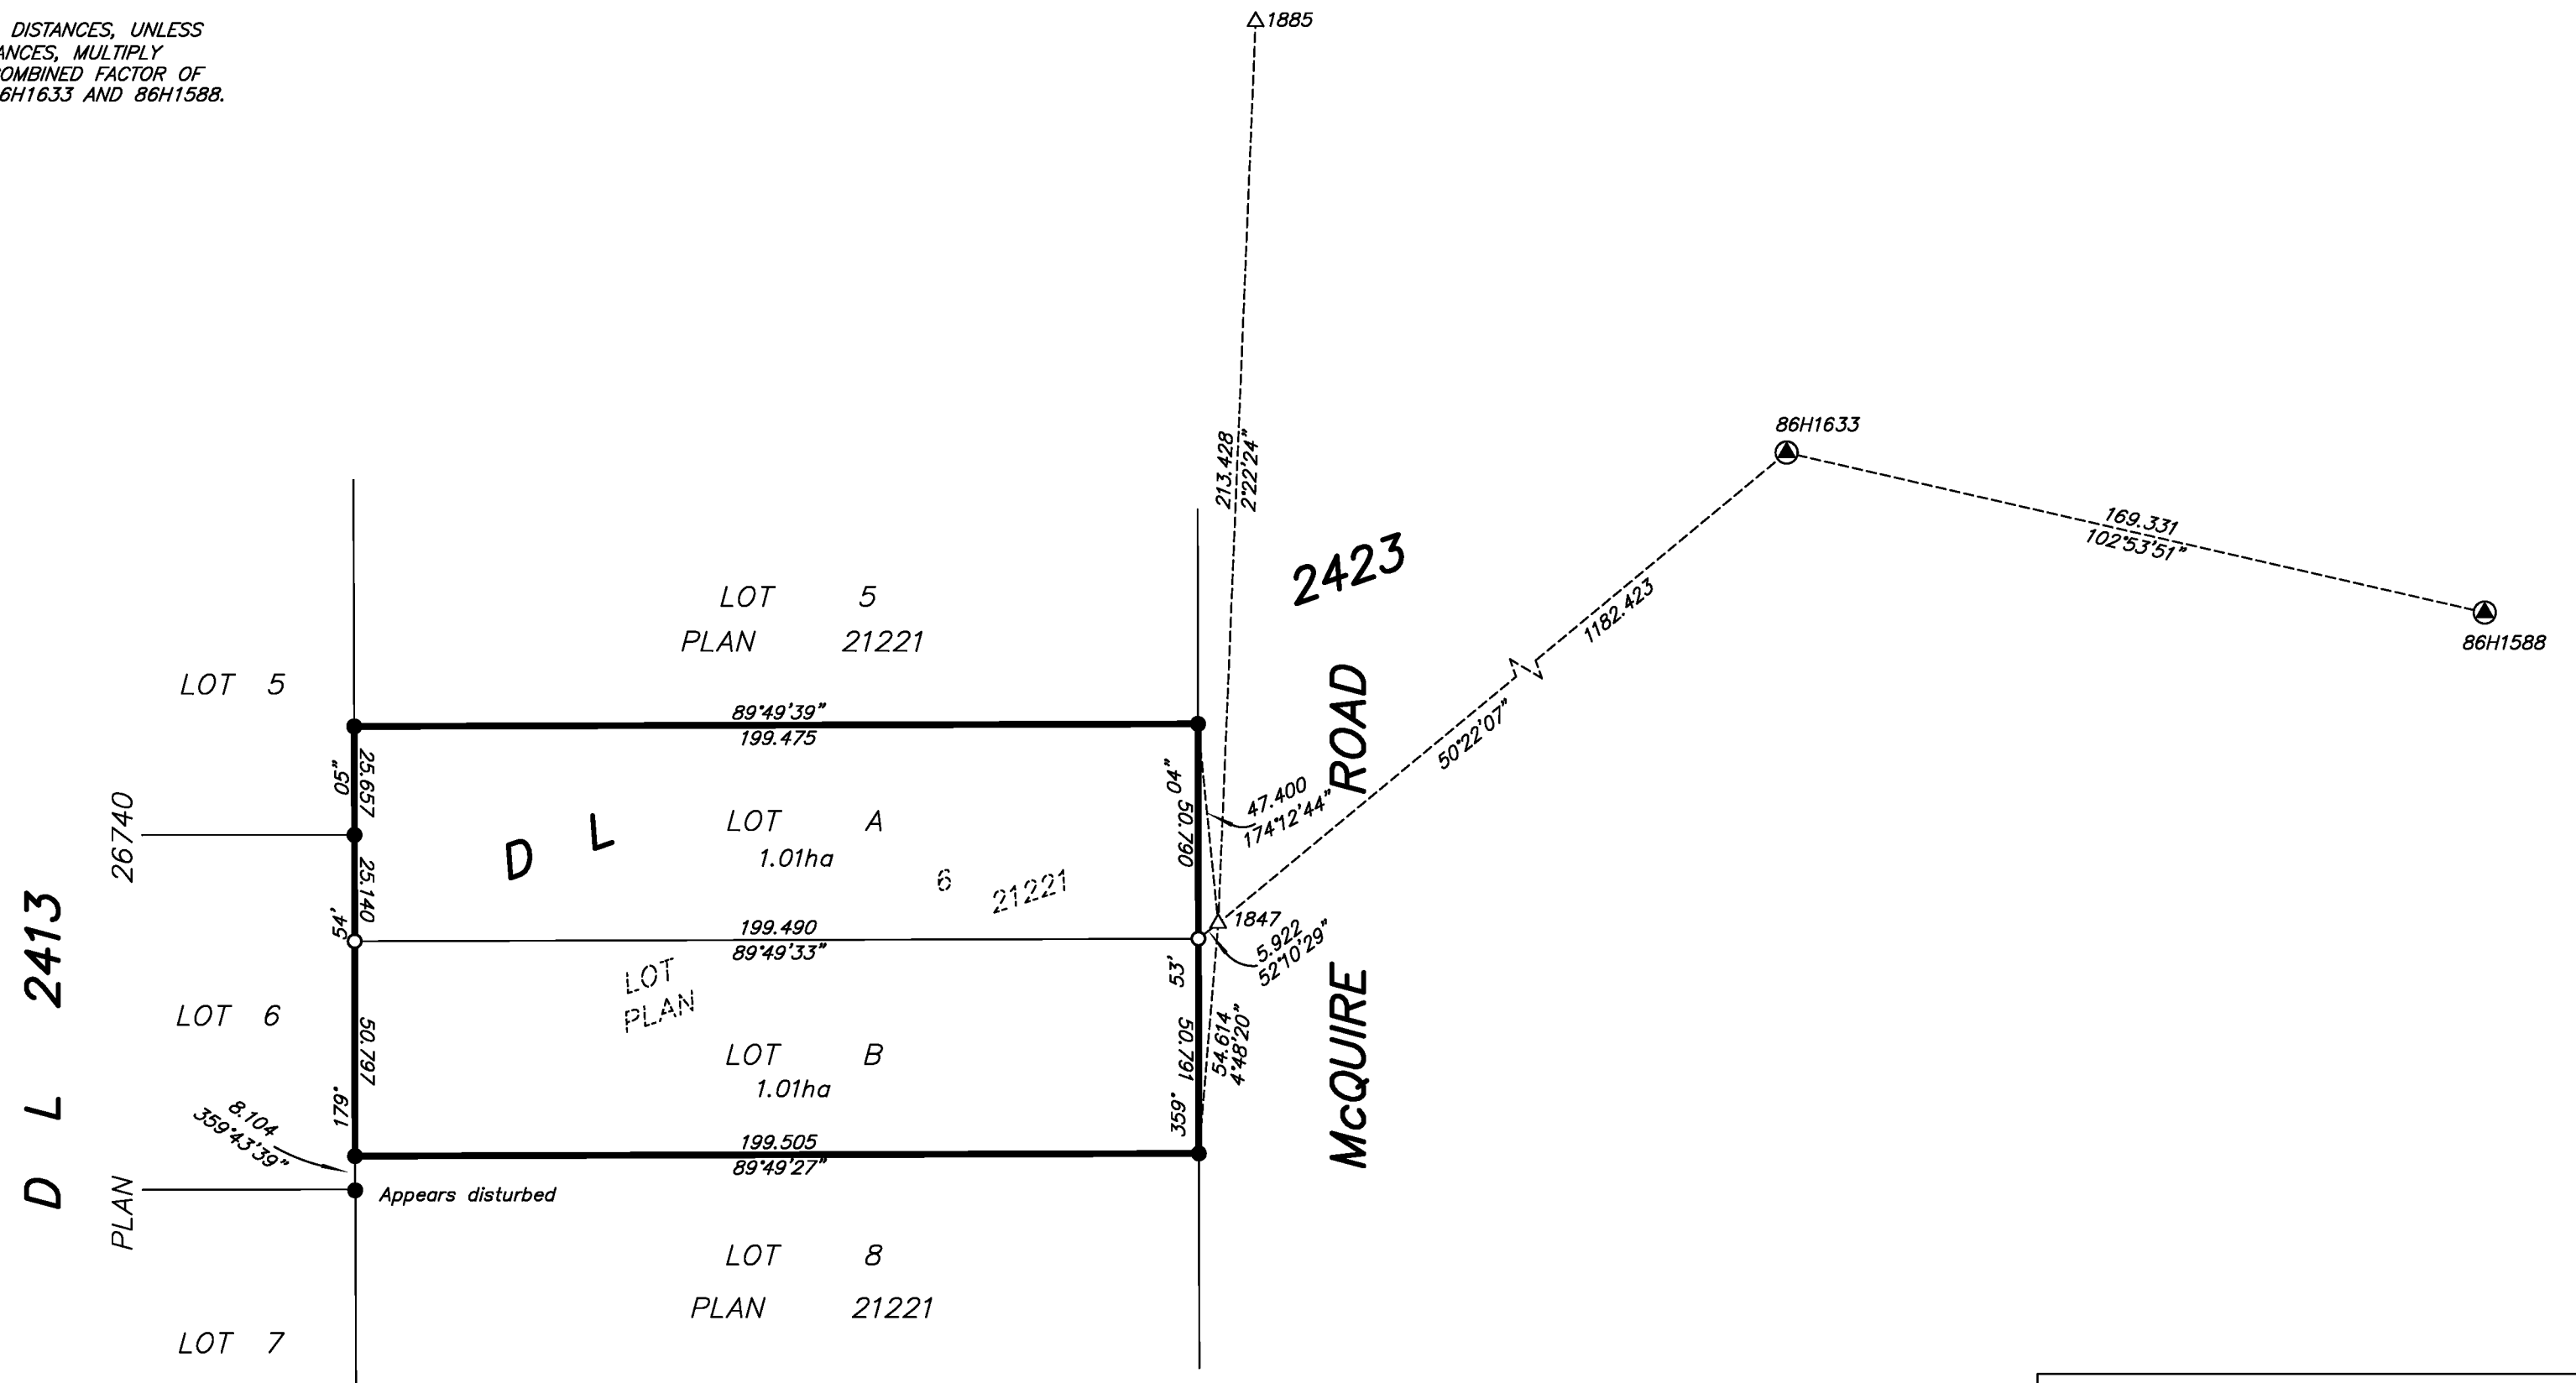 DISTANCES, UNLESS
ANCES, MULTIPLY
COMBINED FACTOR OF
6H1633 AND 86H1588.
1885
213.428
2°22'24"
86H1633
169.331
102°53'51"
86H1588
1182.423
50°22'07"
2423
LOT 5
PLAN 21221
LOT 5
89°49'39"
199.475
05"
25.657
04"
50.790
47.400
174°12'44"
ROAD
26740
D L
LOT A
1.01ha
6
21221
25.140
54'
199.490
89°49'33"
1847
5.922
52°10'29"
53'
D L 2413
LOT
PLAN
LOT 6
50.797
179°
LOT B
1.01ha
50.791
359°
54.614
4°48'20"
McQUIRE
8.104
359°43'39"
199.505
89°49'27"
PLAN
Appears disturbed
LOT 8
PLAN 21221
LOT 7